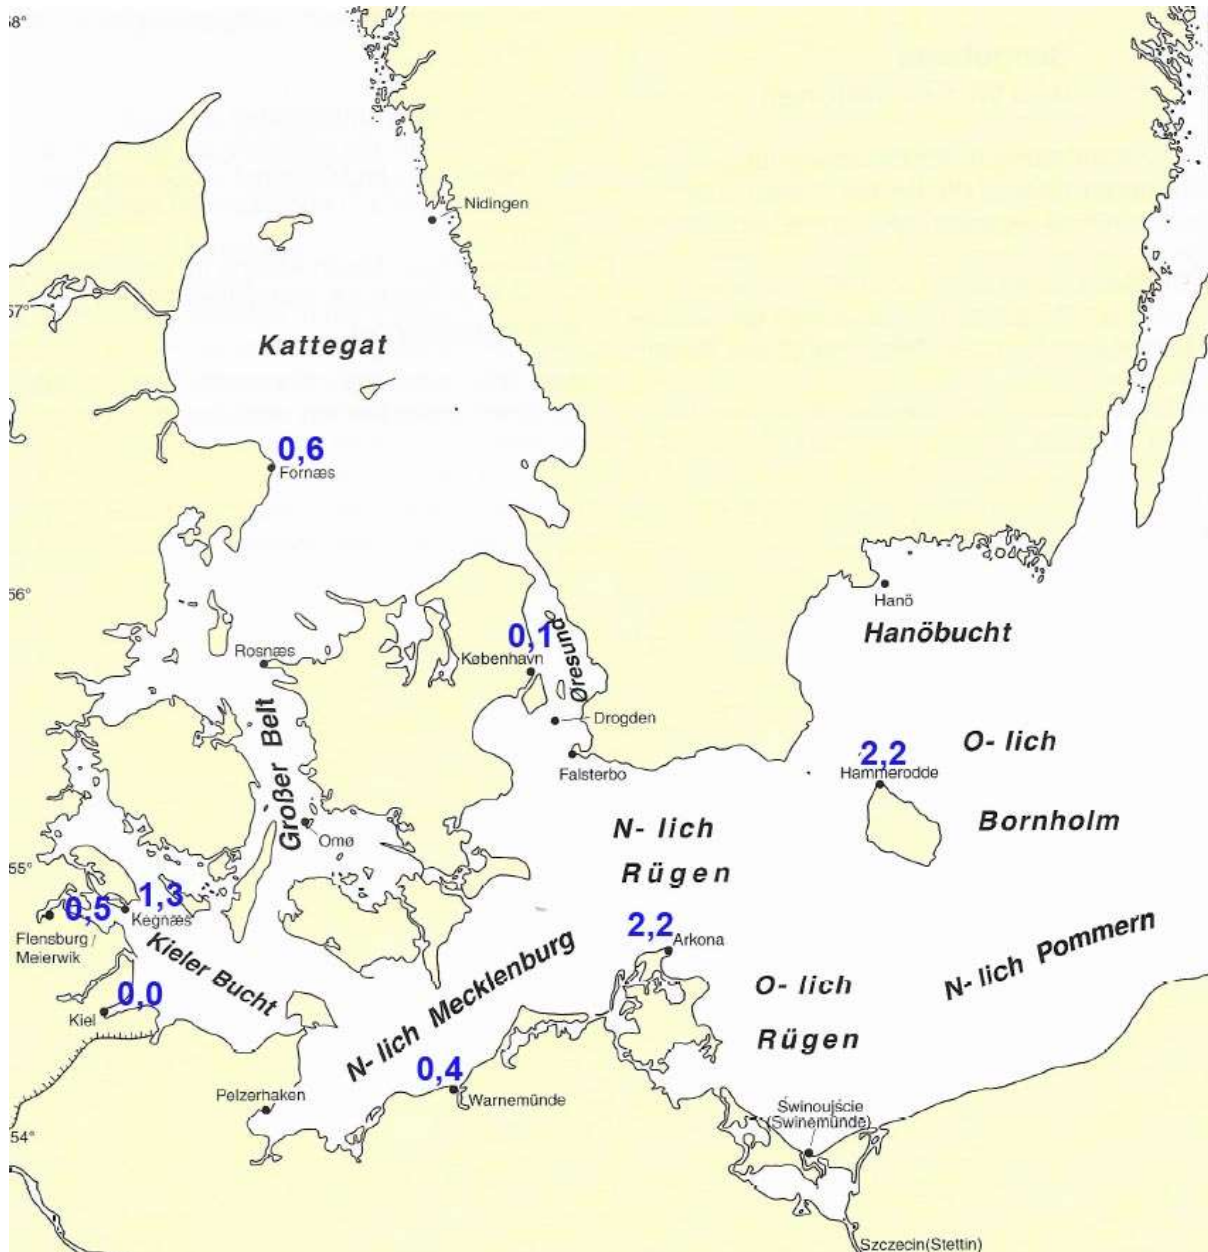 58°
Nidingen
57°
Kattegat
0,6
Fornæs
56°
Hanö
Hanöbucht
0,1
København
Øresund
Rosnæs
Drogden
Falsterbo
Großer Belt
Omø
O- lich
Bornholm
2,2
Hammerodde
N- lich
Rügen
55°
0,5
1,3
Kegnæs
Flensburg /
Meierwik
Kieler Bucht
0,0
Kiel
N- lich Mecklenburg
2,2
Arkona
O- lich
Rügen
N- lich Pommern
0,4
Warnemünde
Pelzerhaken
54°
Swinoujście
(Swinemünde)
Szczecin(Stettin)